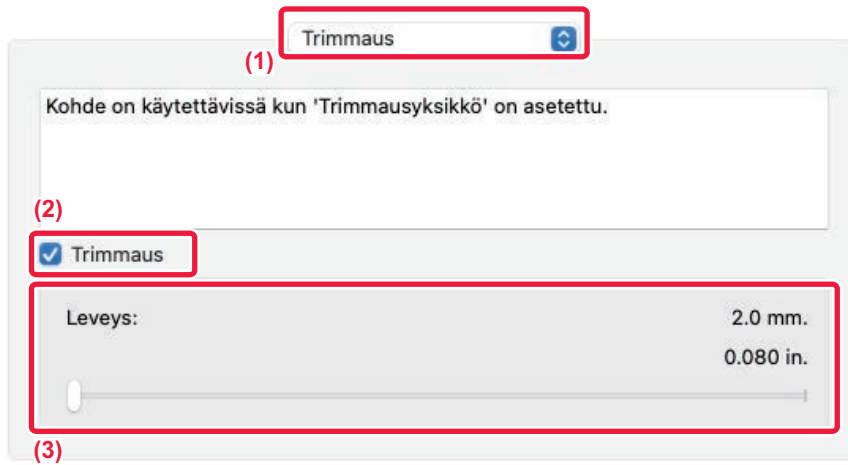 Trimmaus
(1)
Kohde on käytettävissä kun 'Trimmausyksikkö' on asetettu.
(2)
Trimmaus
Leveys: 2.0 mm.
0.080 in.
(3)